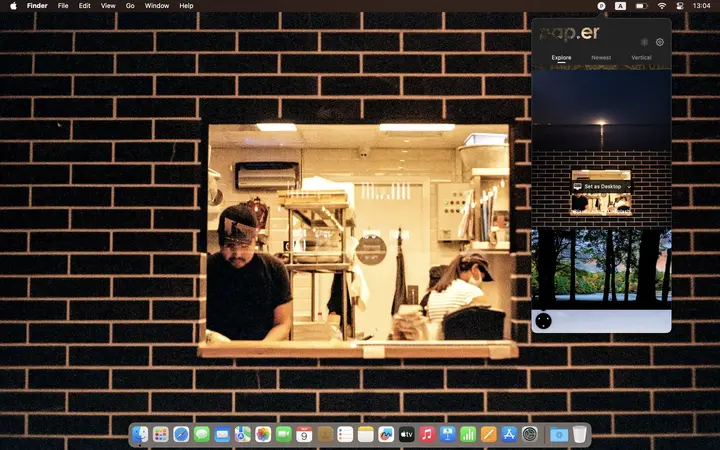 Finder File Edit View Go Window Help
A
13:04
pap.er
Explore Newest Vertical
Set as Desktop
9
tv